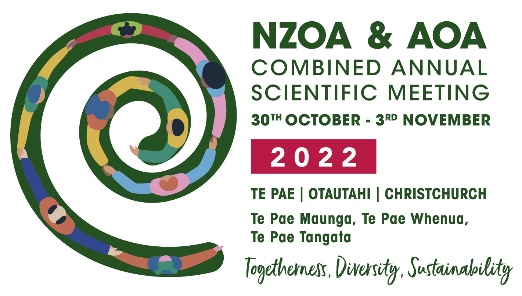 NZOA & AOA
COMBINED ANNUAL
SCIENTIFIC MEETING
30TH OCTOBER - 3RD NOVEMBER
2022
TE PAE | OTAUTAHI | CHRISTCHURCH
Te Pae Maunga, Te Pae Whenua,
Te Pae Tangata
Togetherness, Diversity, Sustainability